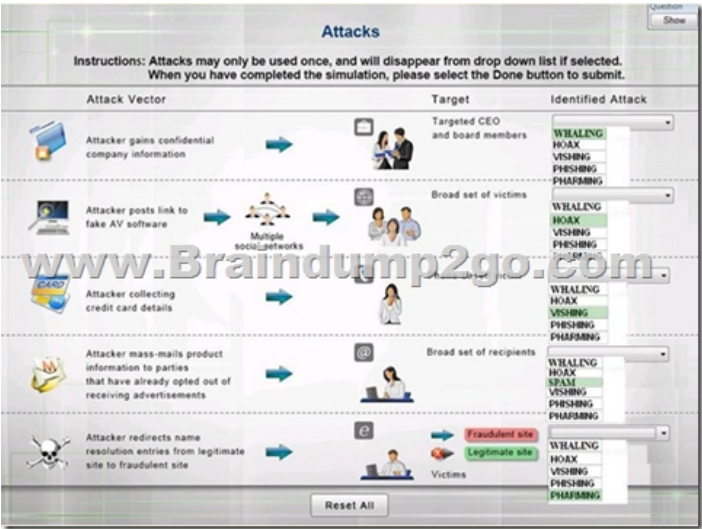 Question
Show
Attacks
Instructions: Attacks may only be used once, and will disappear from drop down list if selected.
When you have completed the simulation, please select the Done button to submit.
Attack Vector
Target
Identified Attack
Attacker gains confidential
company information
Targeted CEO
and board members
WHALING
HOAX
VISHING
PHISHING
PHARMING
Attacker posts link to
fake AV software
Multiple
social networks
Broad set of victims
WHALING
HOAX
VISHING
PHISHING
www.Braindump2go.com
CARD
Attacker collecting
credit card details
WHALING
HOAX
VISHING
PHISHING
PHARMING
Attacker mass-mails product
information to parties
that have already opted out of
receiving advertisements
@
Broad set of recipients
WHALING
HOAX
SPAM
VISHING
PHISHING
PHARMING
Attacker redirects name
resolution entries from legitimate
site to fraudulent site
e
Fraudulent site
Legitimate site
Victims
WHALING
HOAX
VISHING
PHISHING
PHARMING
Reset All